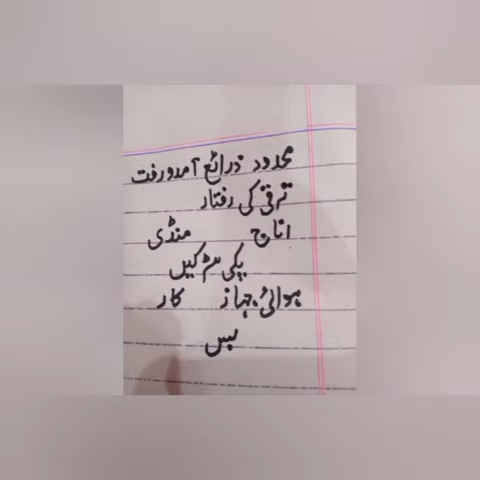 محدود ذرائع آمدورفت
ترقی کی رفتار
اناج منڈی
پکی سڑکیں
ہوائی جہاز کار
بس